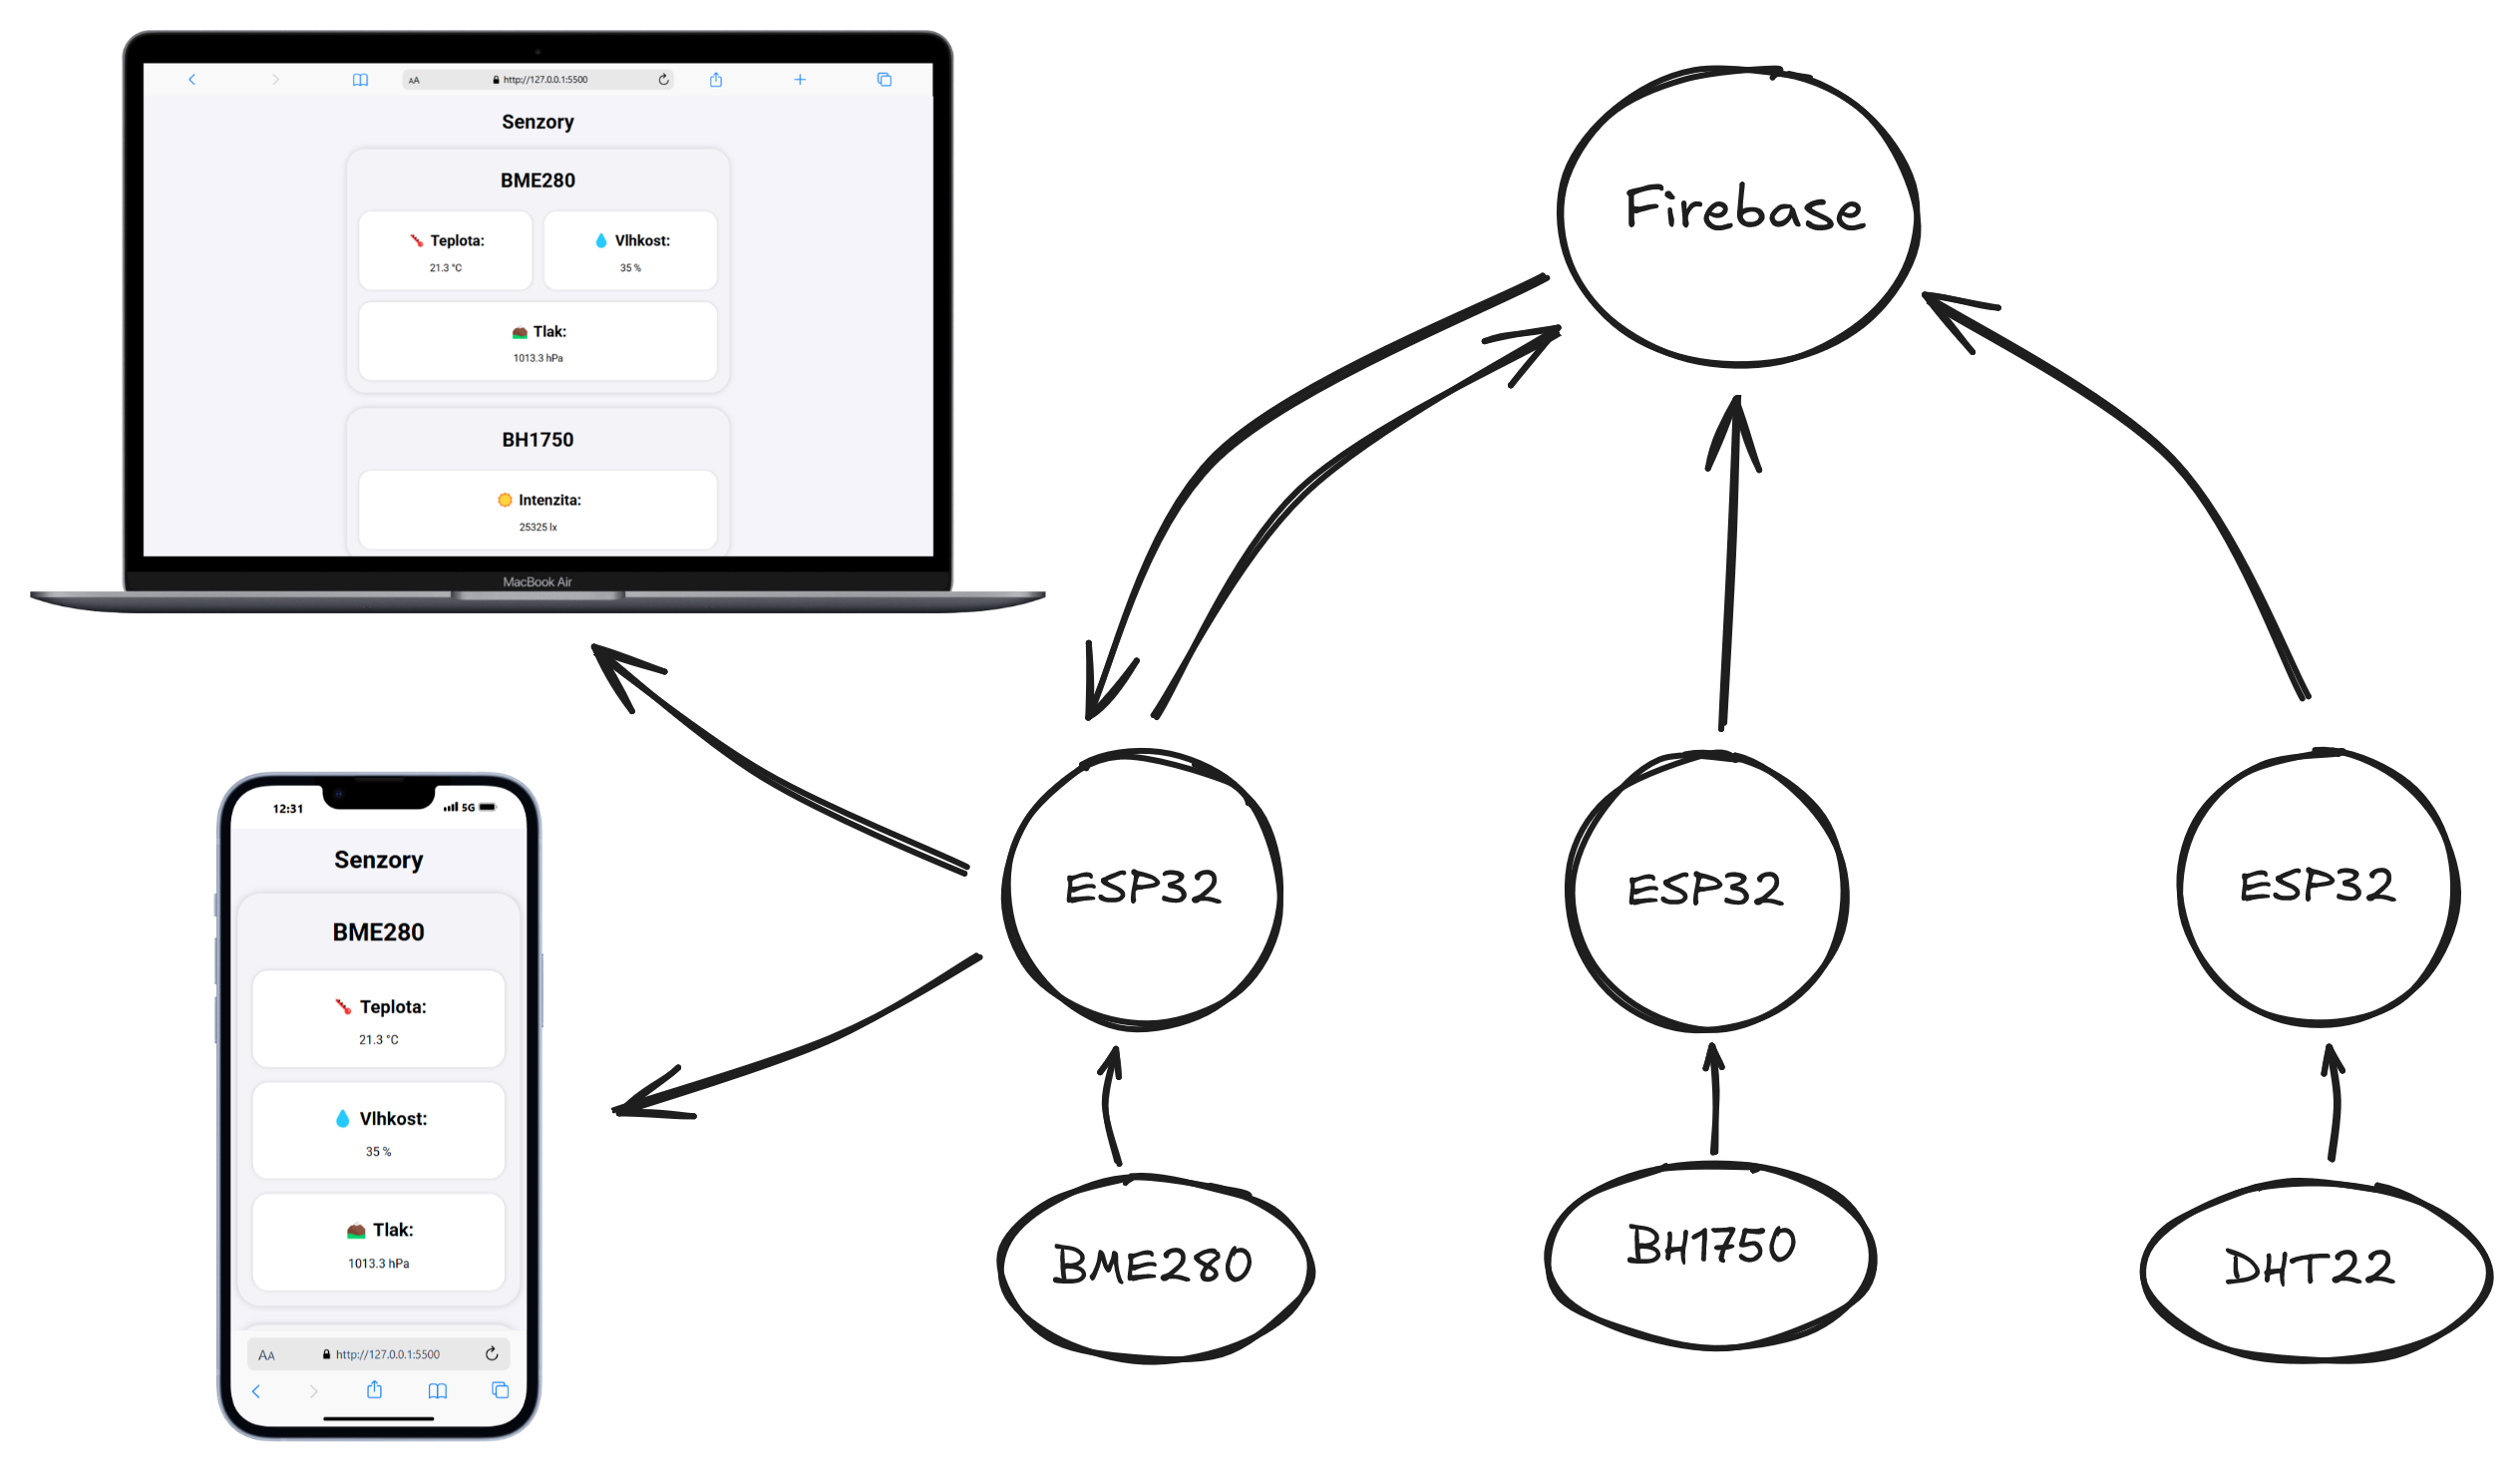 AA http://127.0.0.1:5500
Senzory
BME280
Teplota:
21.3 °C
Vlhkost:
35 %
Tlak:
1013.3 hPa
BH1750
Intenzita:
25325 lx
MacBook Air
12:31 5G
Senzory
BME280
Teplota:
21.3 °C
Vlhkost:
35 %
Tlak:
1013.3 hPa
AA http://127.0.0.1:5500
Firebase
ESP32
ESP32
ESP32
BME280
BH1750
DHT22